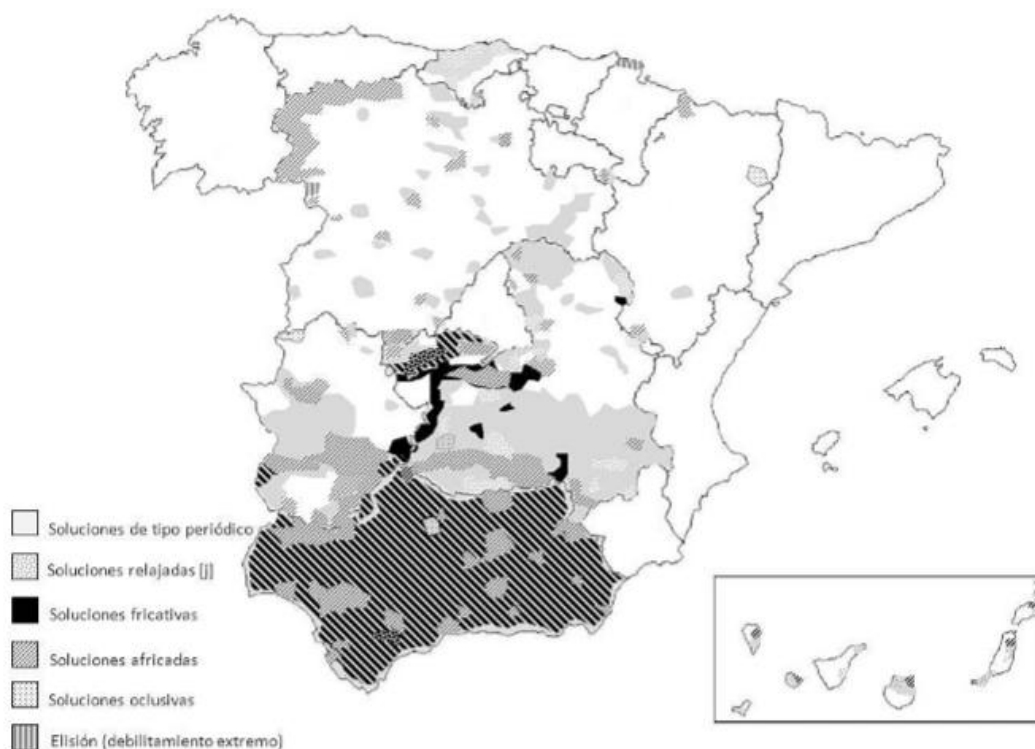 Soluciones de tipo periódico
Soluciones relajadas [j]
Soluciones fricativas
Soluciones africadas
Soluciones oclusivas
Elisión (debilitamiento extremo)